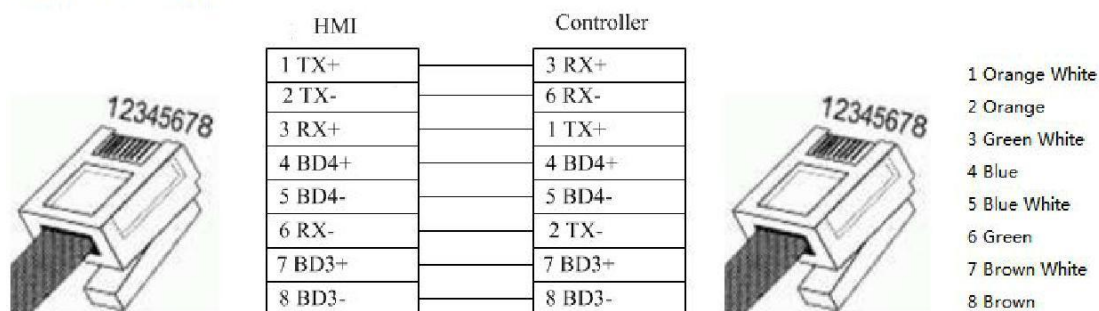 HMI Controller
1 TX+ 3 RX+
2 TX- 6 RX-
3 RX+ 1 TX+
4 BD4+ 4 BD4+
5 BD4- 5 BD4-
6 RX- 2 TX-
7 BD3+ 7 BD3+
8 BD3- 8 BD3-
12345678
12345678
1 Orange White
2 Orange
3 Green White
4 Blue
5 Blue White
6 Green
7 Brown White
8 Brown